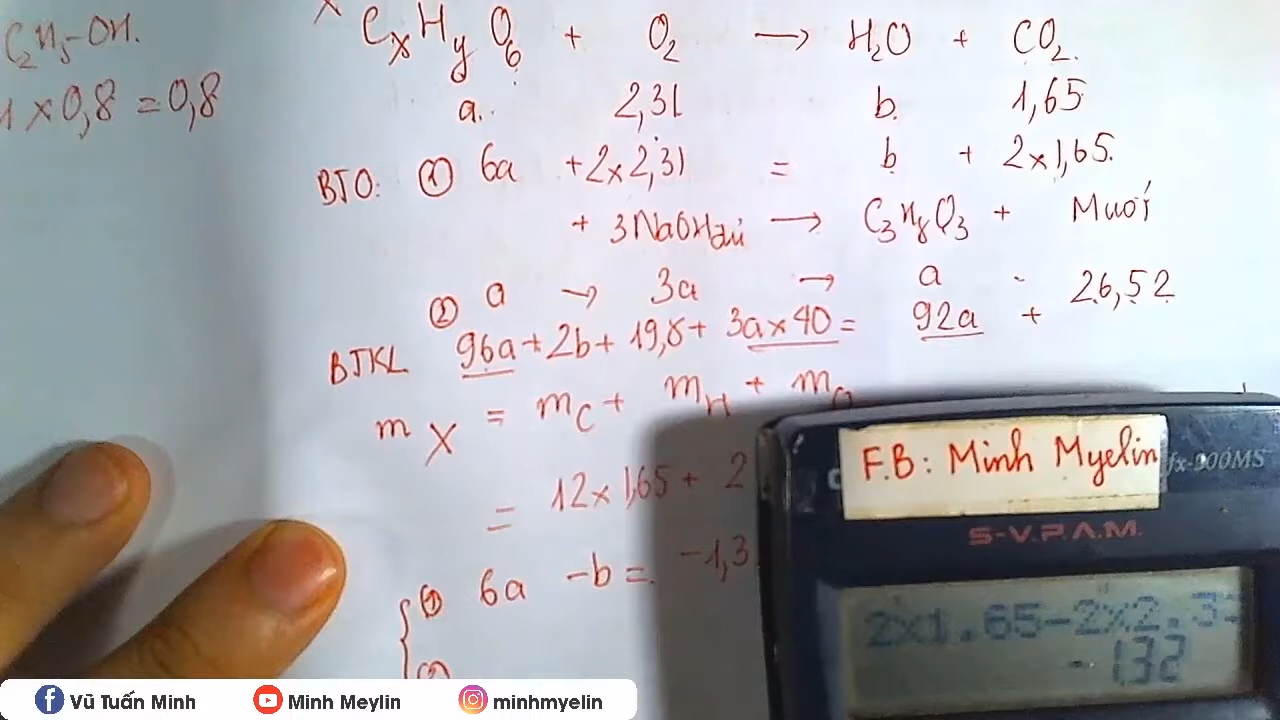 C₂H₅-OH.
1 x 0,8 = 0,8
CxHyO6 + O₂ → H₂O + CO₂.
a. 2,31 b. 1,65
BTO: ① 6a + 2x2,31 = b + 2x1,65.
+ 3NaOH → C₃H₈O₃ + Muối
a → 3a → a - 26,52
BTKL ② 96a + 2b + 19,8 + 3a x 40 = 92a +
m X = mC + mH + m
= 12 x 1,65 + 2
① 6a - b = -1,3
F.B: Minh Myelin
fx-900MS
S-V.P.A.M.
2x1.65-2x2.3
-1.32
Vũ Tuấn Minh Minh Meylin minhmyelin